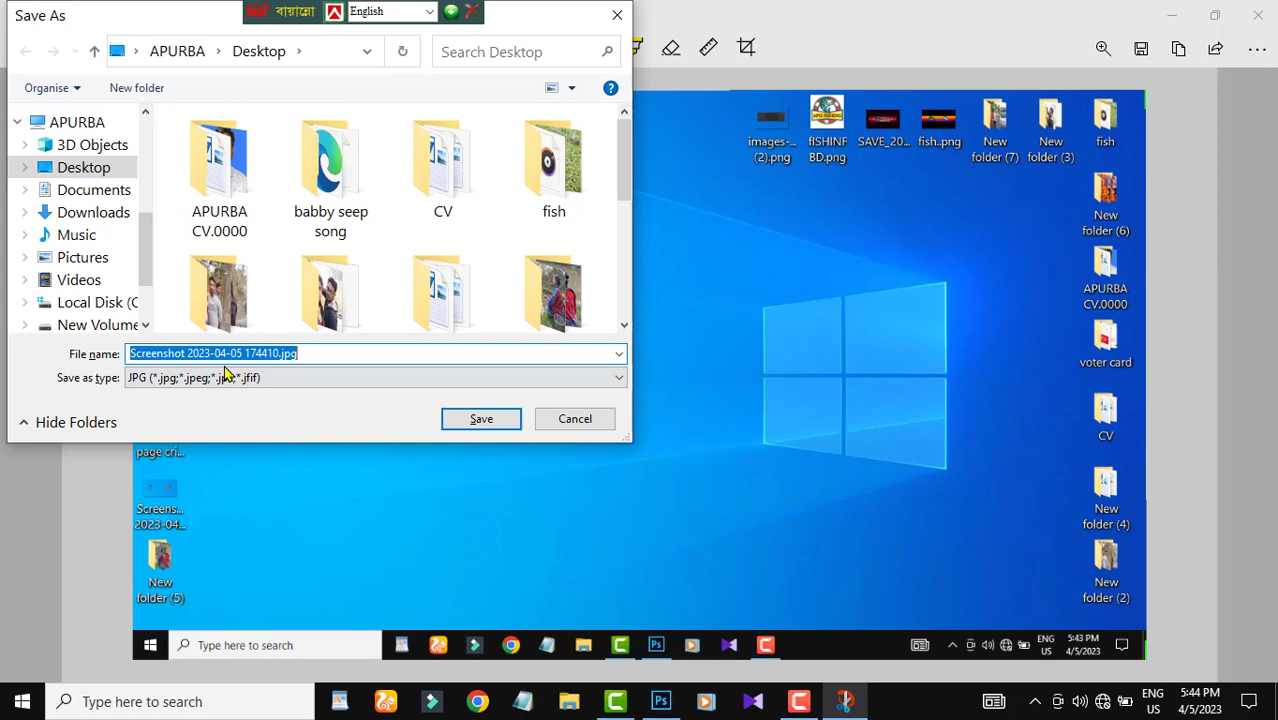 Save As
বায়ান্নো
English
APURBA
Desktop
Search Desktop
Organise
New folder
APURBA
3D Objects
Desktop
Documents
Downloads
Music
Pictures
Videos
Local Disk (C
New Volume
APURBA
CV.0000
babby seep
song
CV
fish
File name:
Screenshot 2023-04-05 174410.jpg
Save as type:
JPG (*.jpg;*.jpeg;*.jpe;*.jfif)
Hide Folders
Save
Cancel
images-...
(2).png
fISHINF
BD.png
SAVE_20...
fish..png
New
folder (7)
New
folder (3)
fish
New
folder (6)
APURBA
CV.0000
voter card
CV
New
folder (4)
New
folder (2)
page cri...
Screens...
2023-04...
New
folder (5)
Type here to search
Ps
ENG
US
5:43 PM
4/5/2023
Type here to search
Ps
ENG
US
5:44 PM
4/5/2023